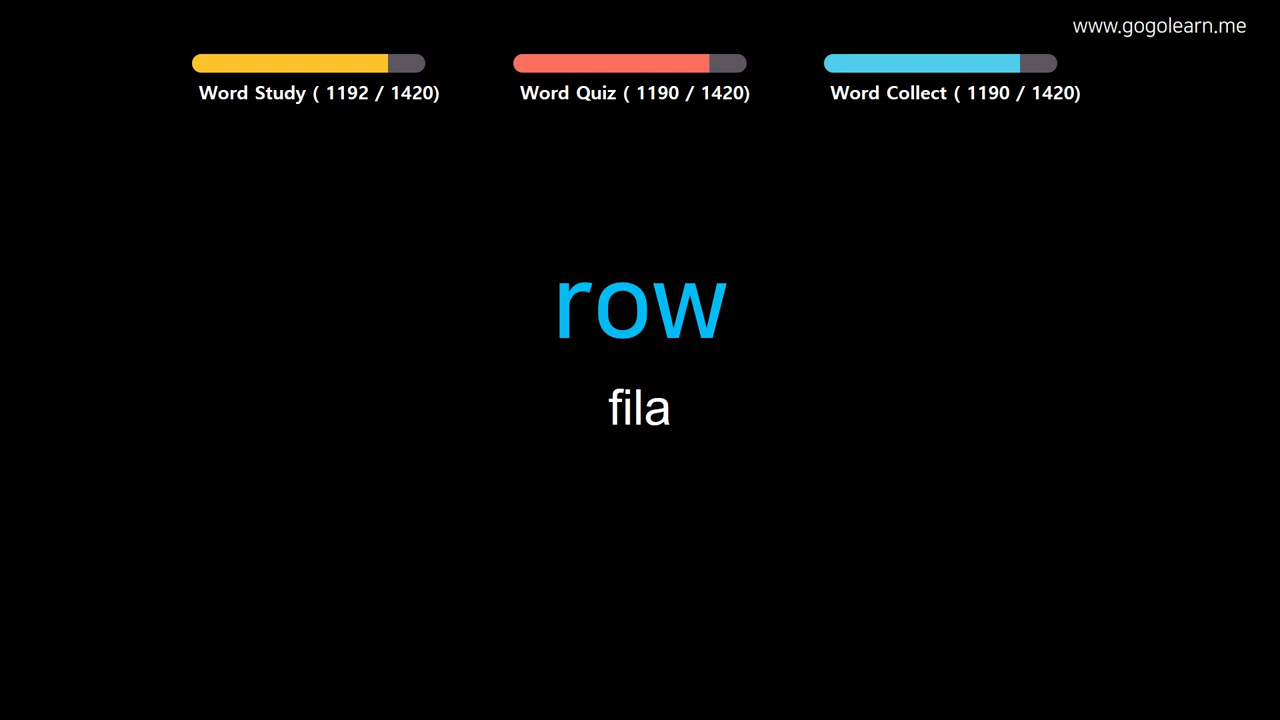 www.gogolearn.me
Word Study ( 1192 / 1420)
Word Quiz ( 1190 / 1420)
Word Collect ( 1190 / 1420)
row
fila